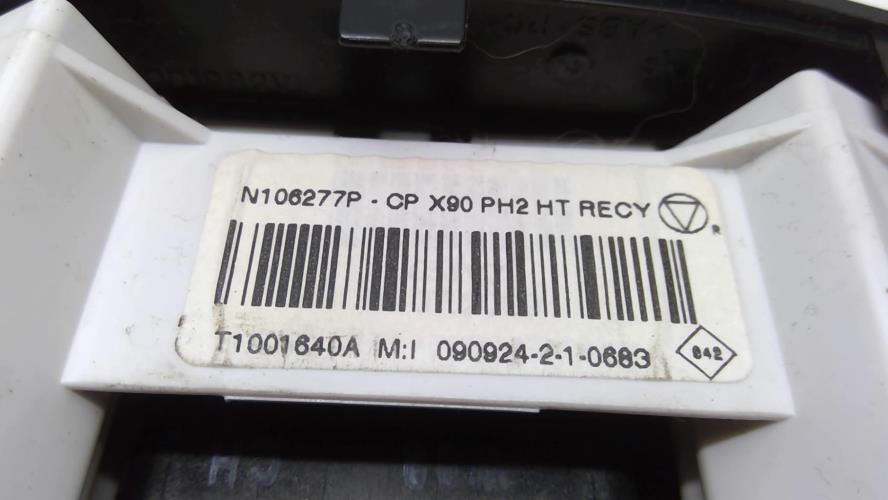 N106277P - CP X90 PH2 HT RECY
R
T1001640A M:I 090924-2-1-0683
842